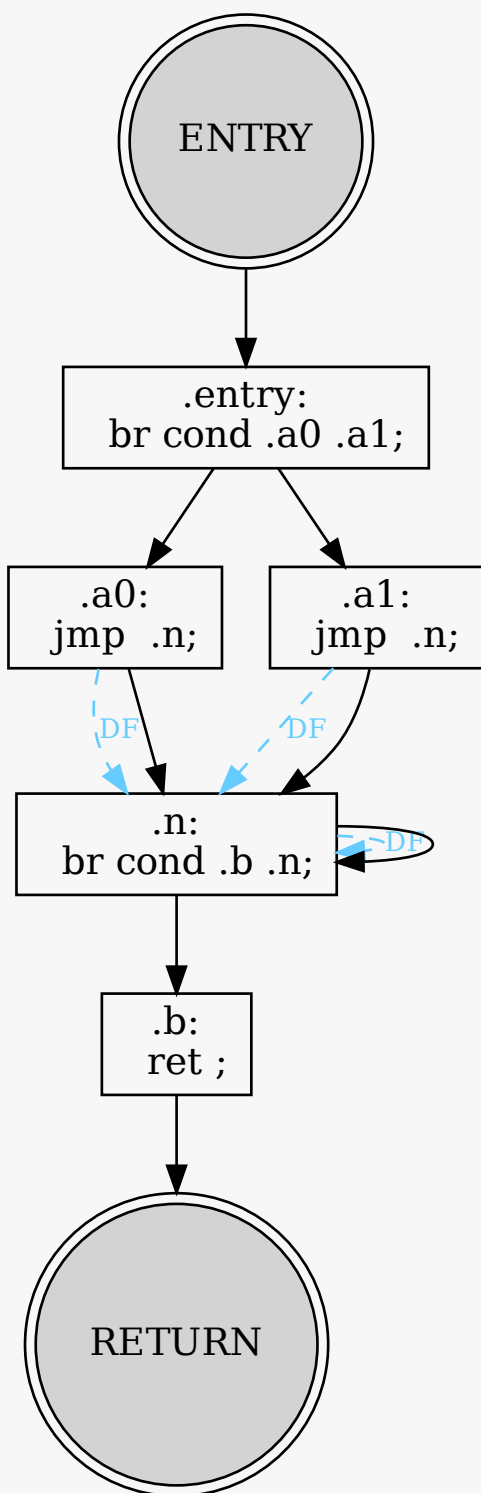 ENTRY
.entry:
br cond .a0 .a1;
.a0:
jmp  .n;
.a1:
jmp  .n;
DF
DF
.n:
br cond .b .n;
DF
.b:
ret ;
RETURN